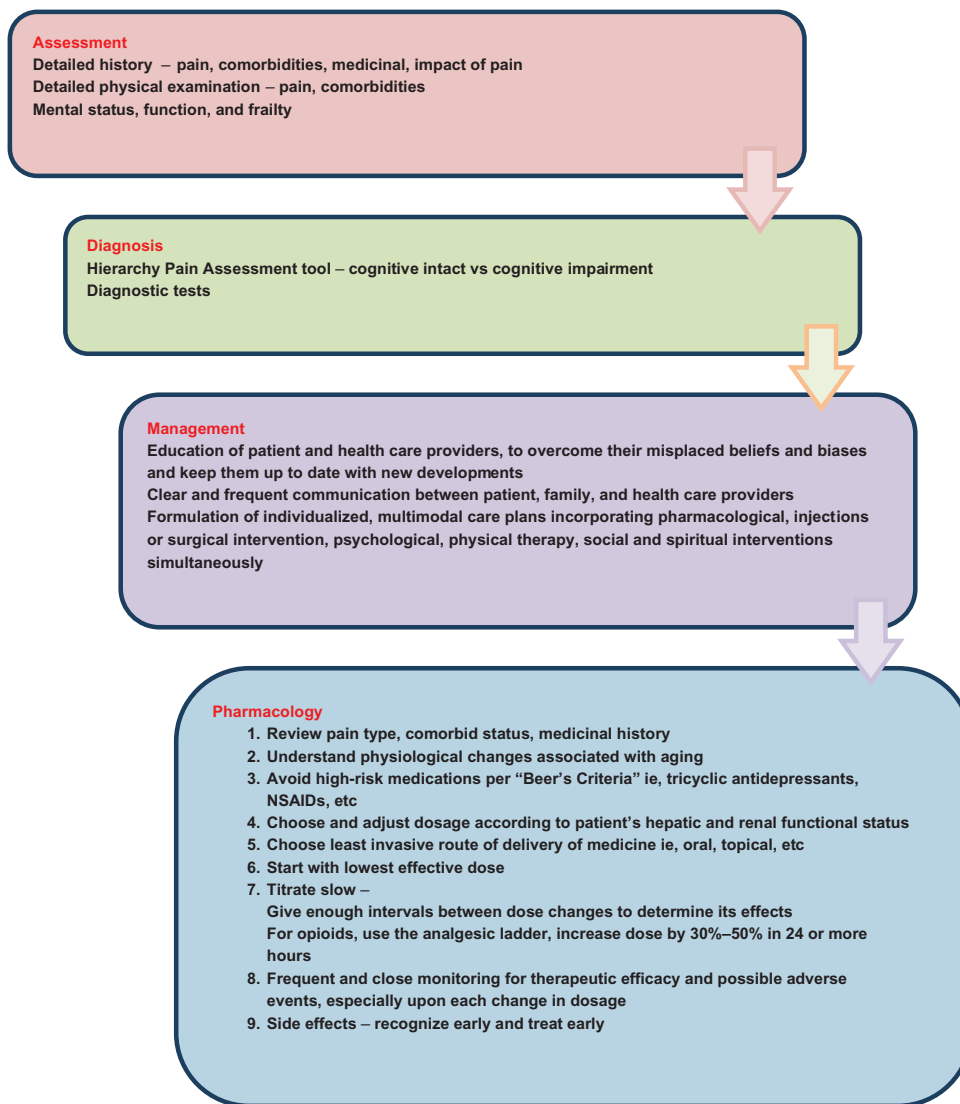 Assessment
Detailed history – pain, comorbidities, medicinal, impact of pain
Detailed physical examination – pain, comorbidities
Mental status, function, and frailty
Diagnosis
Hierarchy Pain Assessment tool – cognitive intact vs cognitive impairment
Diagnostic tests
Management
Education of patient and health care providers, to overcome their misplaced beliefs and biases
and keep them up to date with new developments
Clear and frequent communication between patient, family, and health care providers
Formulation of individualized, multimodal care plans incorporating pharmacological, injections
or surgical intervention, psychological, physical therapy, social and spiritual interventions
simultaneously
Pharmacology
1. Review pain type, comorbid status, medicinal history
2. Understand physiological changes associated with aging
3. Avoid high-risk medications per “Beer’s Criteria” ie, tricyclic antidepressants,
NSAIDs, etc
4. Choose and adjust dosage according to patient’s hepatic and renal functional status
5. Choose least invasive route of delivery of medicine ie, oral, topical, etc
6. Start with lowest effective dose
7. Titrate slow –
Give enough intervals between dose changes to determine its effects
For opioids, use the analgesic ladder, increase dose by 30%–50% in 24 or more
hours
8. Frequent and close monitoring for therapeutic efficacy and possible adverse
events, especially upon each change in dosage
9. Side effects – recognize early and treat early